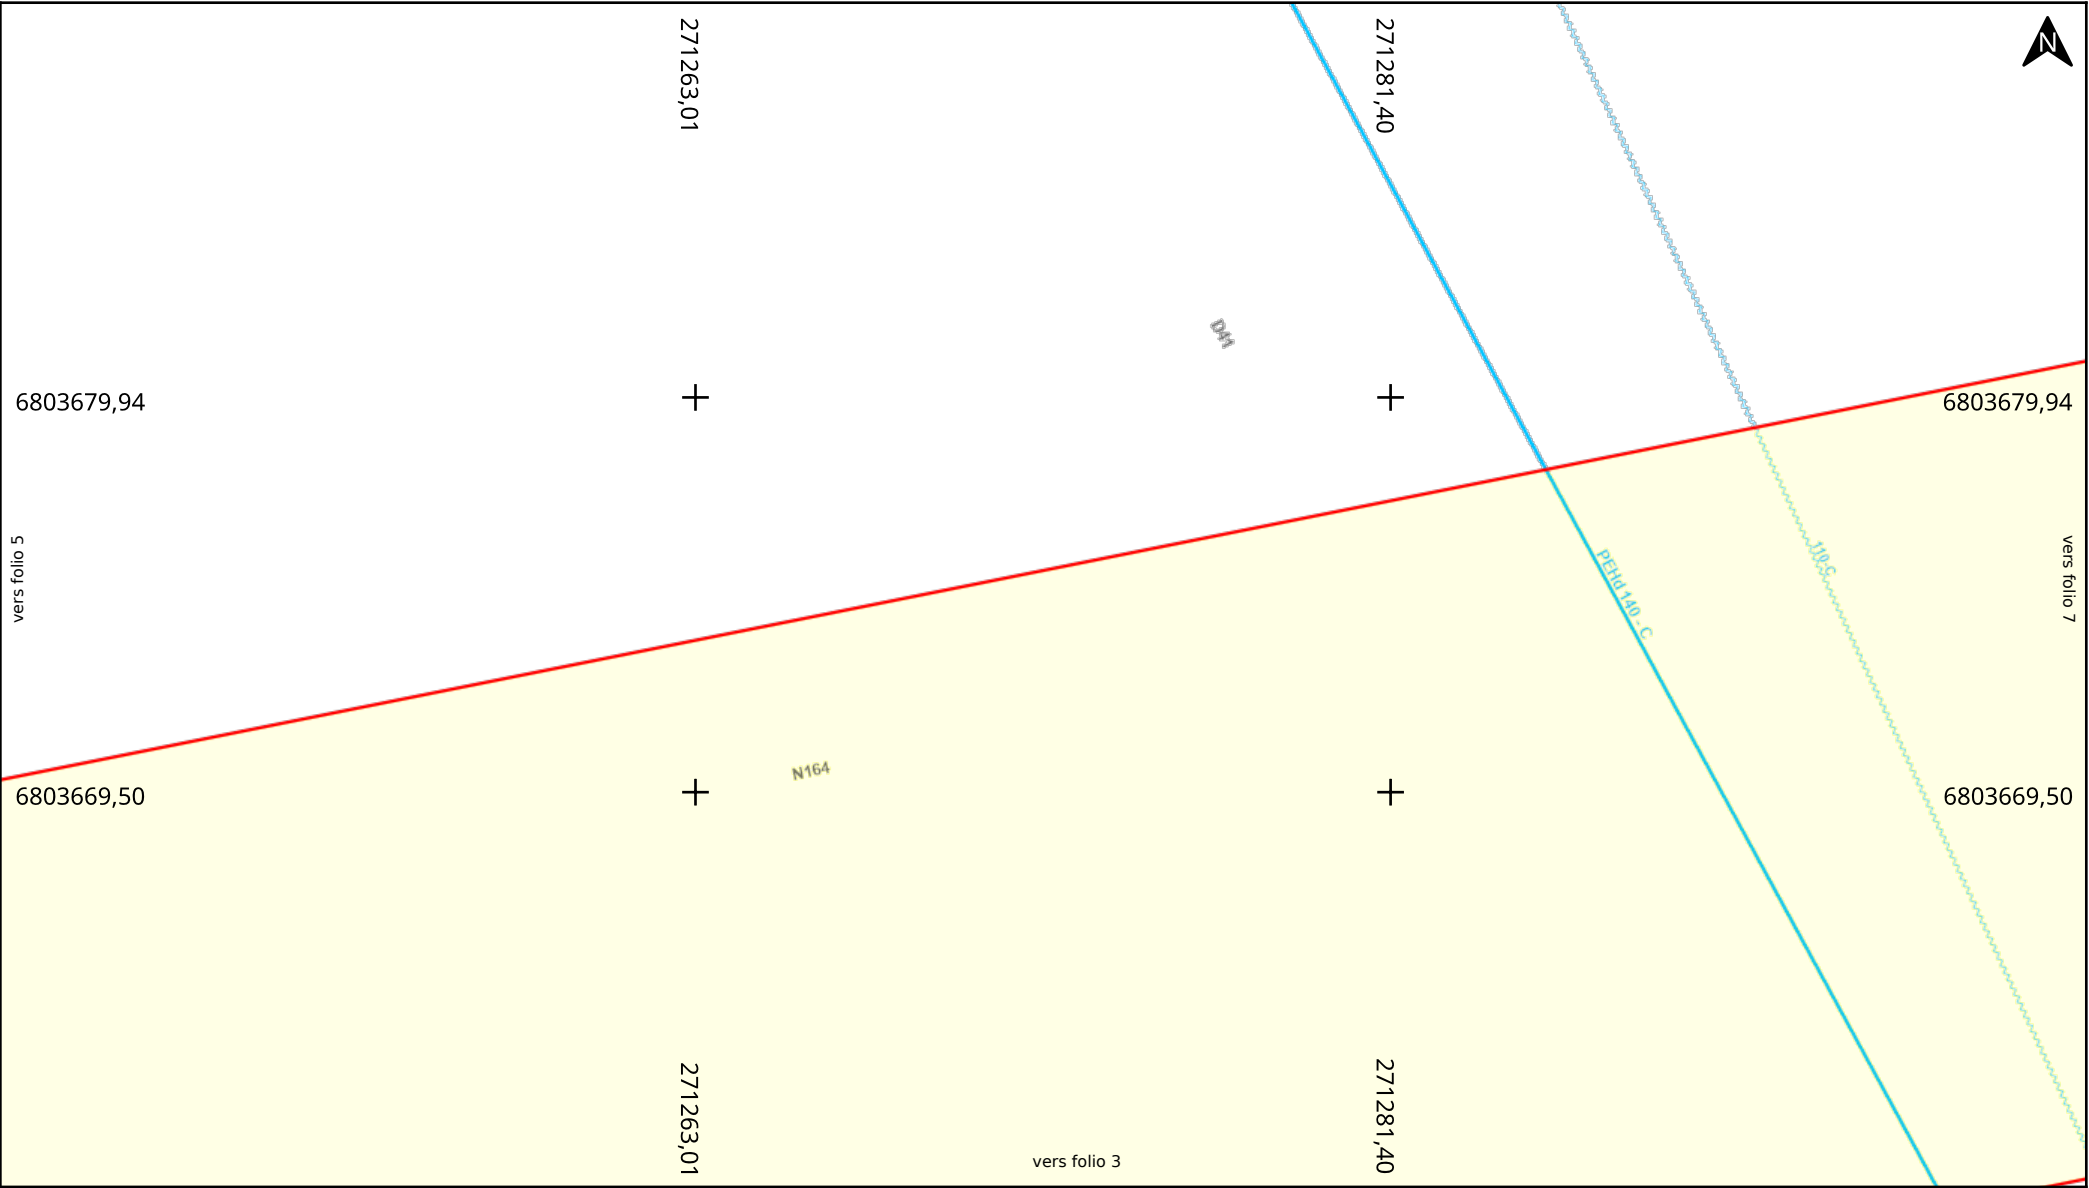 271263,01
271281,40
N
D41
6803679,94
6803679,94
vers folio 5
PEHd 140 - C
110-C
vers folio 7
N164
6803669,50
6803669,50
271263,01
271281,40
vers folio 3